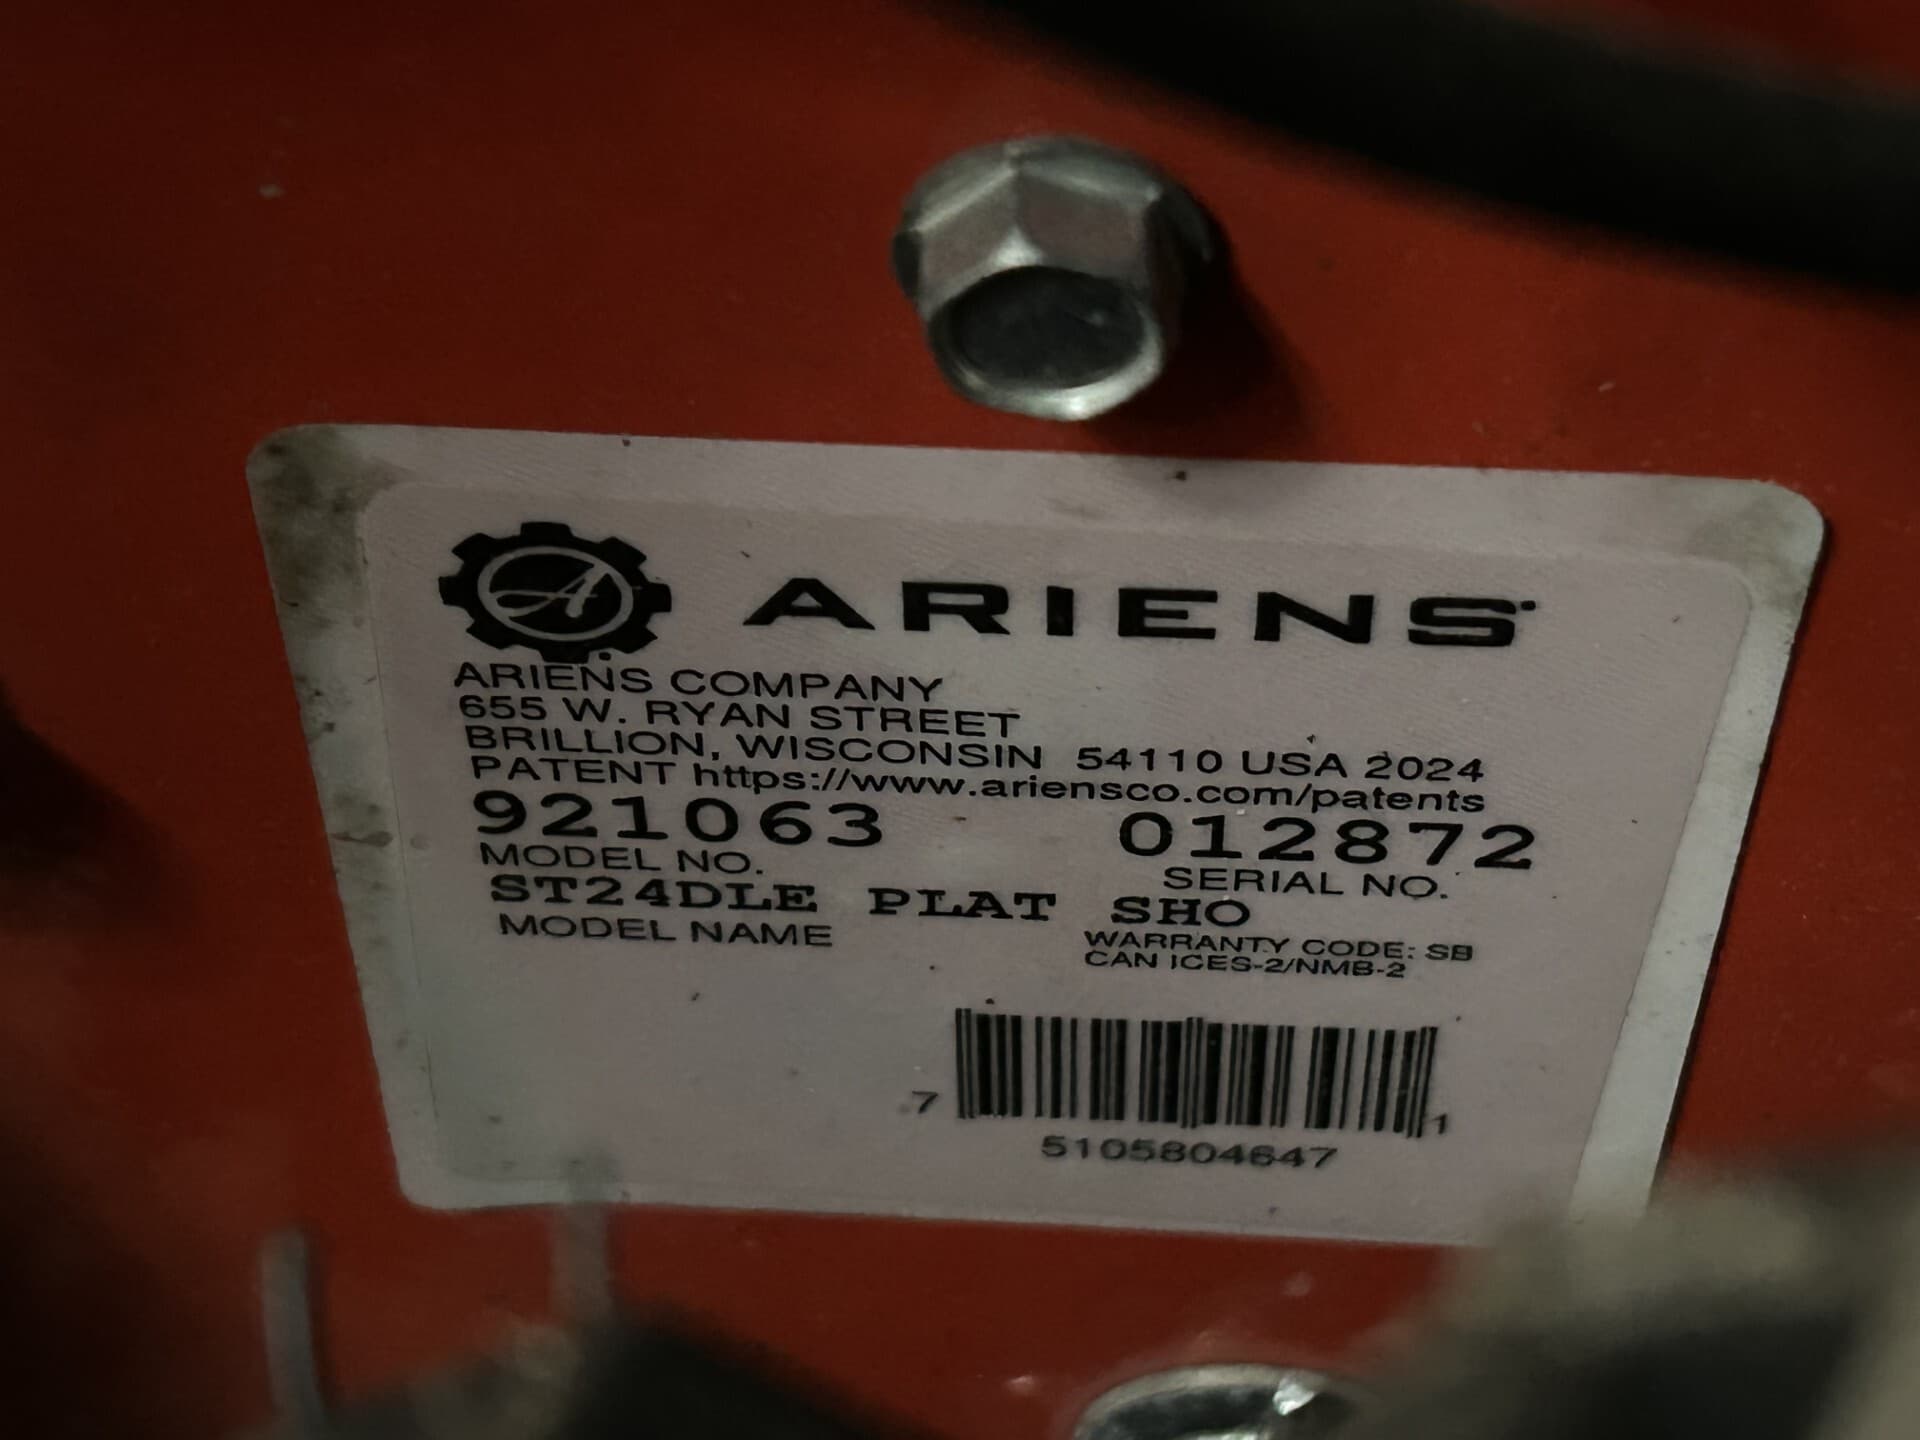 A ARIENS
ARIENS COMPANY
655 W. RYAN STREET
BRILLION, WISCONSIN 54110 USA 2024
PATENT https://www.ariensco.com/patents
921063 012872
MODEL NO. SERIAL NO.
ST24DLE PLAT SHO
MODEL NAME
WARRANTY CODE: SB
CAN ICES-2/NMB-2
7 1
5105804647